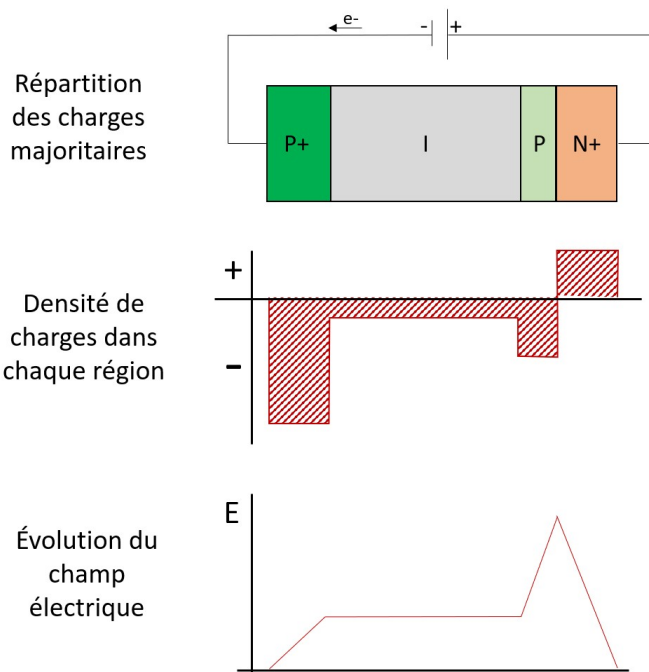 e-
- +
Répartition
des charges
majoritaires
P+ I P N+
+
Densité de
charges dans
chaque région
-
E
Évolution du
champ
électrique